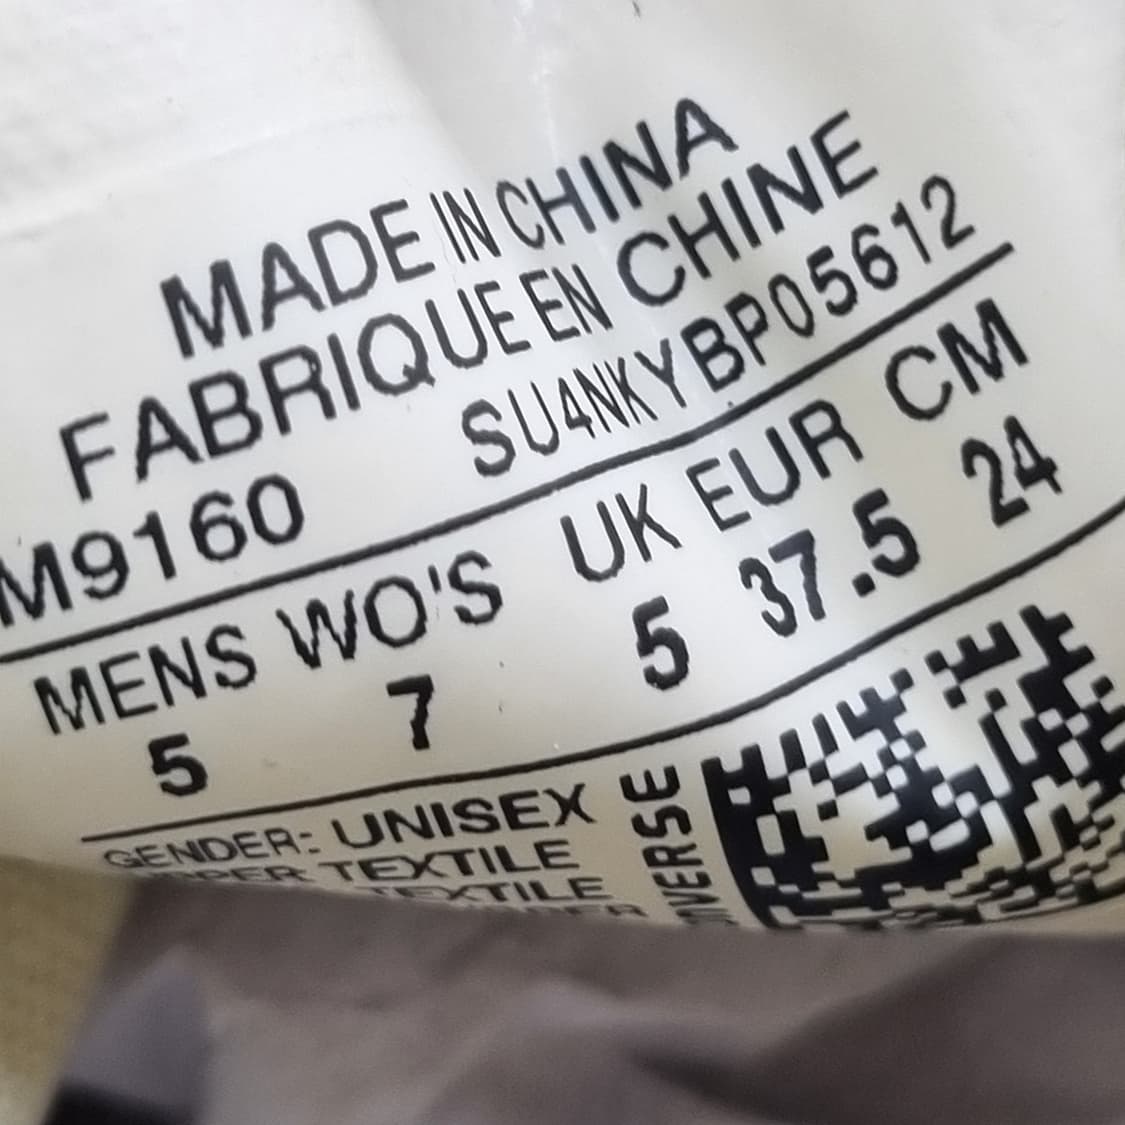 MADE IN CHINA
FABRIQUE EN CHINE
M9160 SU4NKYBP05612
MENS WO'S UK EUR CM
5 7 5 37.5 24
GENDER: UNISEX
TEXTILE
TEXTILE